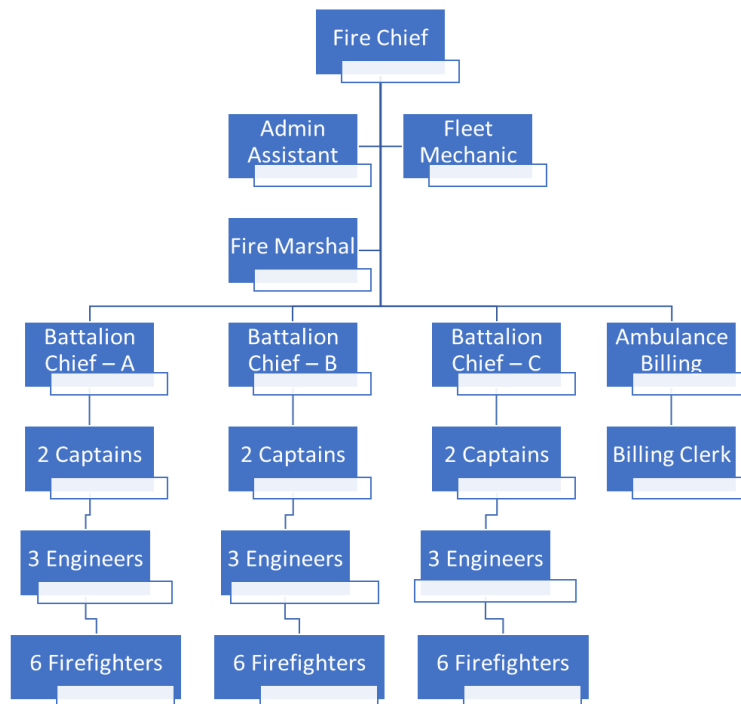 Fire Chief
Admin
Assistant
Fleet
Mechanic
Fire Marshal
Battalion
Chief – A
Battalion
Chief – B
Battalion
Chief – C
Ambulance
Billing
2 Captains
2 Captains
2 Captains
Billing Clerk
3 Engineers
3 Engineers
3 Engineers
6 Firefighters
6 Firefighters
6 Firefighters